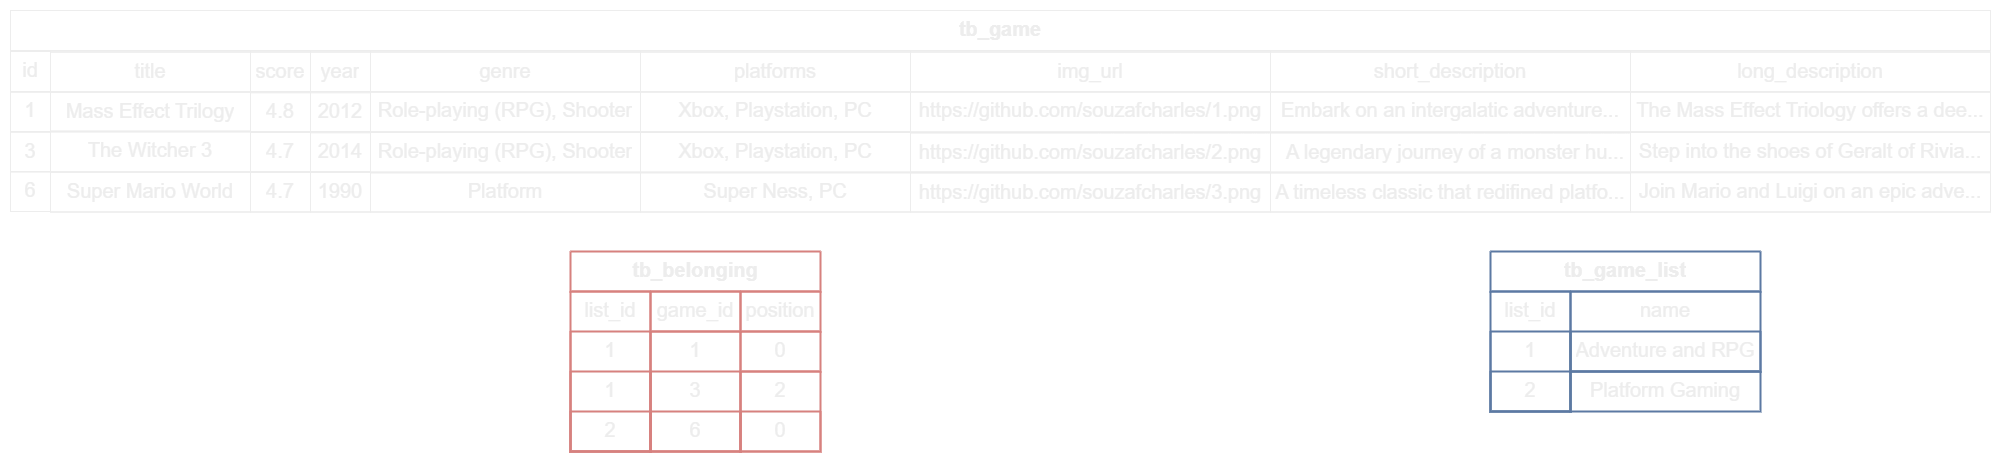 tb_game
id title score year genre platforms img_url short_description long_description
1 Mass Effect Trilogy 4.8 2012 Role-playing (RPG), Shooter Xbox, Playstation, PC https://github.com/souzafcharles/1.png Embark on an intergalatic adventure... The Mass Effect Triology offers a dee...
3 The Witcher 3 4.7 2014 Role-playing (RPG), Shooter Xbox, Playstation, PC https://github.com/souzafcharles/2.png A legendary journey of a monster hu... Step into the shoes of Geralt of Rivia...
6 Super Mario World 4.7 1990 Platform Super Ness, PC https://github.com/souzafcharles/3.png A timeless classic that redifined platfo... Join Mario and Luigi on an epic adve...
tb_belonging
list_id game_id position
1 1 0
1 3 2
2 6 0
tb_game_list
list_id name
1 Adventure and RPG
2 Platform Gaming